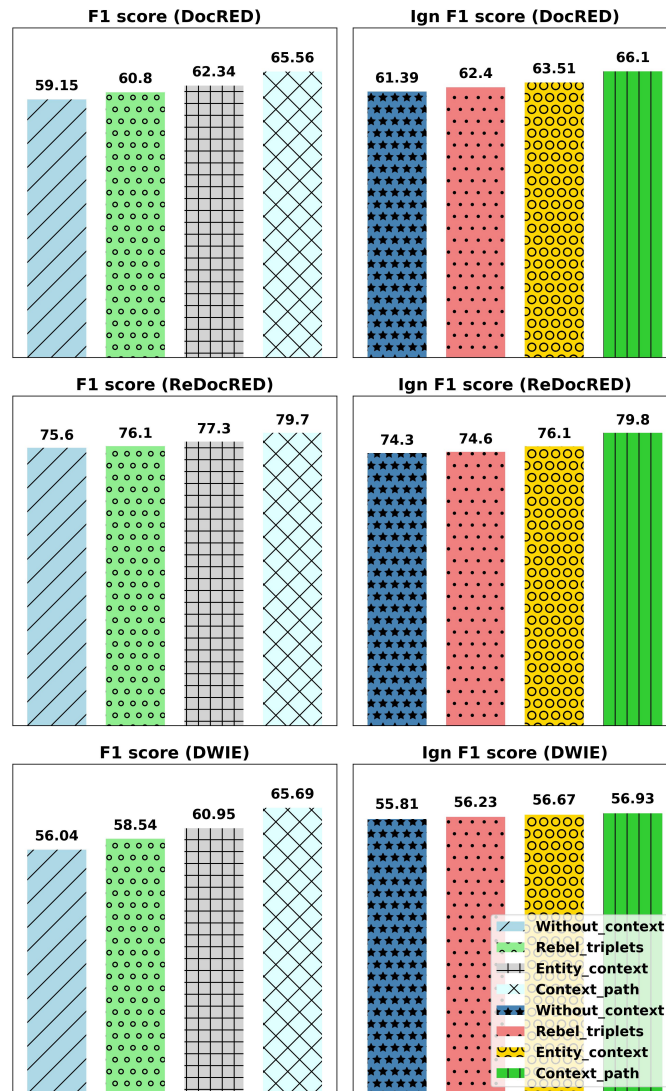 F1 score (DocRED)
59.15
60.8
62.34
65.56
Ign F1 score (DocRED)
61.39
62.4
63.51
66.1
F1 score (ReDocRED)
75.6
76.1
77.3
79.7
Ign F1 score (ReDocRED)
74.3
74.6
76.1
79.8
F1 score (DWIE)
56.04
58.54
60.95
65.69
Ign F1 score (DWIE)
55.81
56.23
56.67
56.93
Without_context
Rebel_triplets
Entity_context
Context_path
Without_context
Rebel_triplets
Entity_context
Context_path